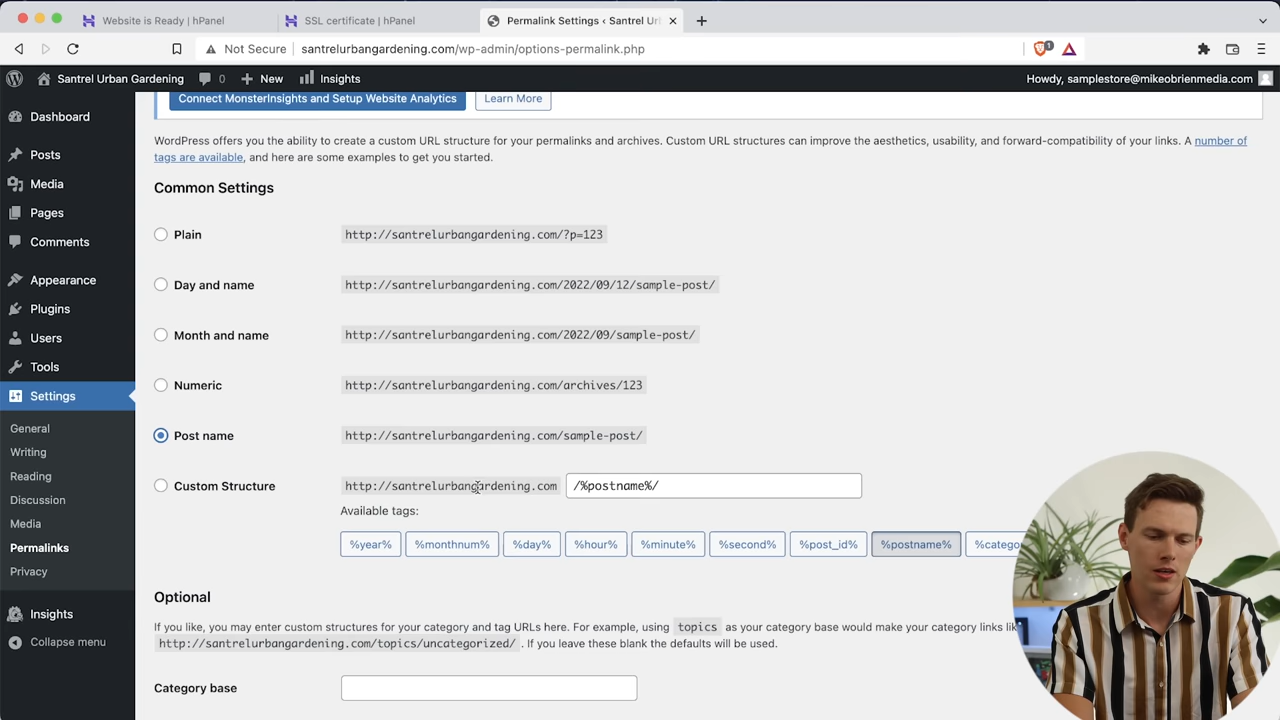 Website is Ready | hPanel
SSL certificate | hPanel
Permalink Settings ‹ Santrel Ur
Not Secure santrelurbangardening.com/wp-admin/options-permalink.php
1
Santrel Urban Gardening 0 New Insights Howdy, samplestore@mikeobrienmedia.com
Dashboard
Posts
Media
Pages
Comments
Appearance
Plugins
Users
Tools
Settings
General
Writing
Reading
Discussion
Media
Permalinks
Privacy
Insights
Collapse menu
Connect MonsterInsights and Setup Website Analytics Learn More
WordPress offers you the ability to create a custom URL structure for your permalinks and archives. Custom URL structures can improve the aesthetics, usability, and forward-compatibility of your links. A number of
tags are available, and here are some examples to get you started.
Common Settings
Plain http://santrelurbangardening.com/?p=123
Day and name http://santrelurbangardening.com/2022/09/12/sample-post/
Month and name http://santrelurbangardening.com/2022/09/sample-post/
Numeric http://santrelurbangardening.com/archives/123
Post name http://santrelurbangardening.com/sample-post/
Custom Structure http://santrelurbangardening.com /%postname%/
Available tags:
%year% %monthnum% %day% %hour% %minute% %second% %post_id% %postname% %catego
Optional
If you like, you may enter custom structures for your category and tag URLs here. For example, using topics as your category base would make your category links
http://santrelurbangardening.com/topics/uncategorized/ . If you leave these blank the defaults will be used.
Category base